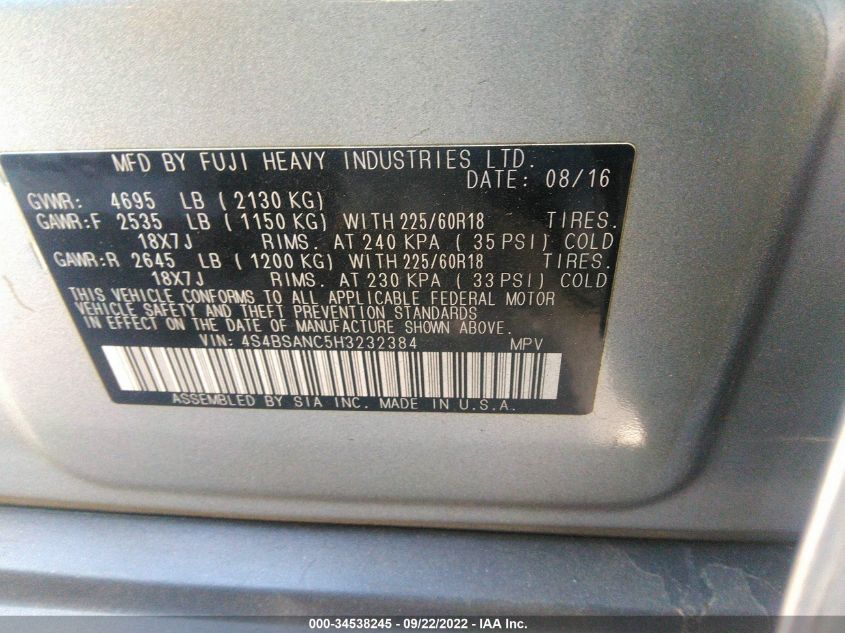 MFD BY FUJI HEAVY INDUSTRIES LTD.
DATE: 08/16
GVWR: 4695 LB ( 2130 KG)
GAWR:F 2535 LB ( 1150 KG) WITH 225/60R18 TIRES.
18X7J RIMS. AT 240 KPA ( 35 PSI) COLD
GAWR:R 2645 LB ( 1200 KG) WITH 225/60R18 TIRES.
18X7J RIMS. AT 230 KPA ( 33 PSI) COLD
THIS VEHICLE CONFORMS TO ALL APPLICABLE FEDERAL MOTOR
VEHICLE SAFETY AND THEFT PREVENTION STANDARDS
IN EFFECT ON THE DATE OF MANUFACTURE SHOWN ABOVE.
VIN: 4S4BSANC5H3232384 MPV
ASSEMBLED BY SIA INC. MADE IN U.S.A.
000-34538245 - 09/22/2022 - IAA Inc.